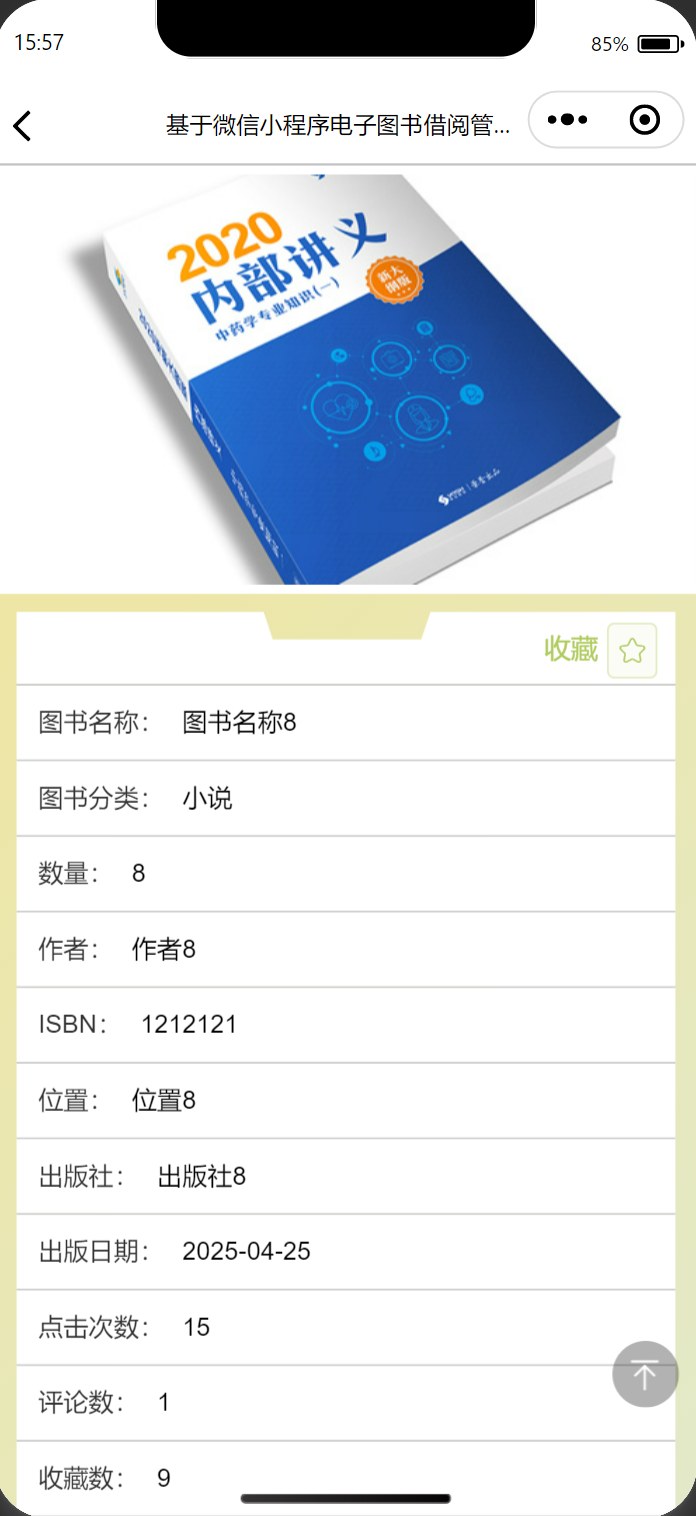 15:57
85%
基于微信小程序电子图书借阅管...
2020
内部讲义
中药学专业知识(一)
新大
纲版
收藏
图书名称： 图书名称8
图书分类： 小说
数量： 8
作者： 作者8
ISBN： 1212121
位置： 位置8
出版社： 出版社8
出版日期： 2025-04-25
点击次数： 15
评论数： 1
收藏数： 9